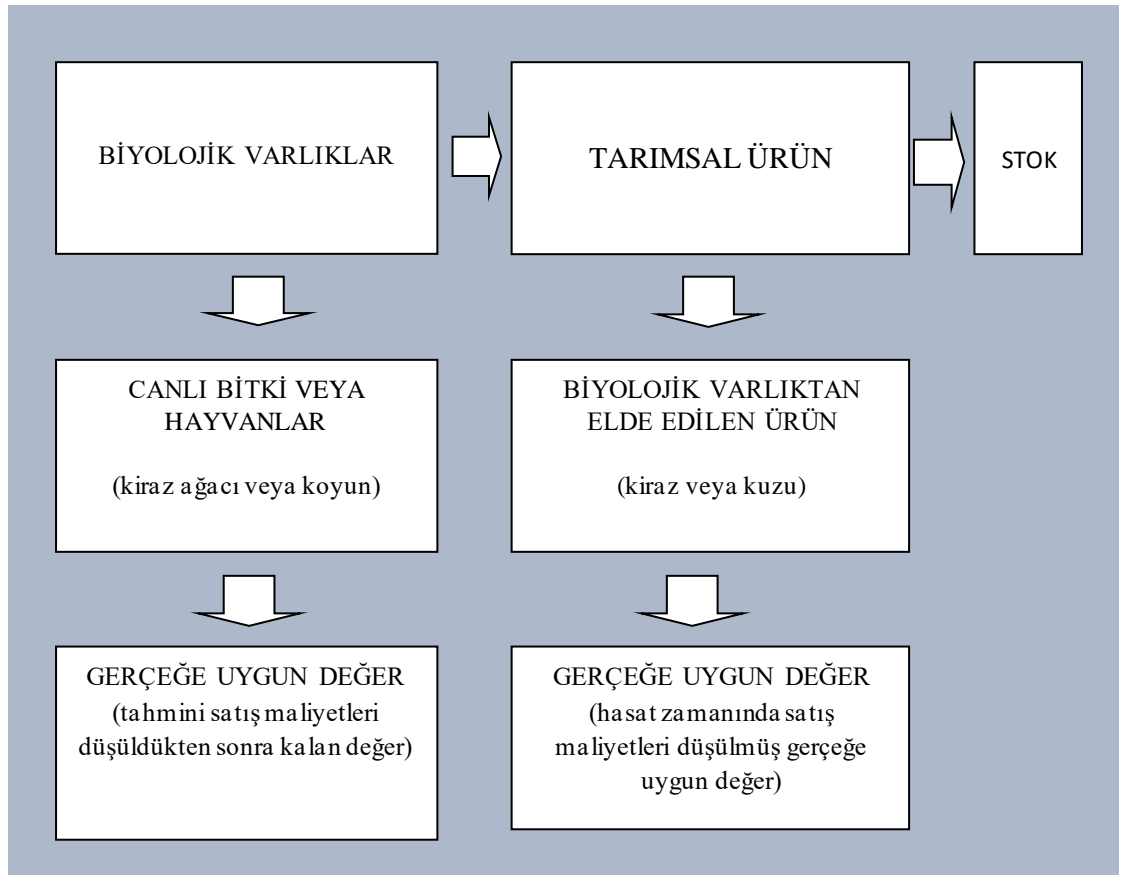 BİYOLOJİK VARLIKLAR
TARIMSAL ÜRÜN
STOK
CANLI BİTKİ VEYA
HAYVANLAR
(kiraz ağacı veya koyun)
BİYOLOJİK VARLIKTAN
ELDE EDİLEN ÜRÜN
(kiraz veya kuzu)
GERÇEĞE UYGUN DEĞER
(tahmini satış maliyetleri
düşüldükten sonra kalan değer)
GERÇEĞE UYGUN DEĞER
(hasat zamanında satış
maliyetleri düşülmüş gerçeğe
uygun değer)